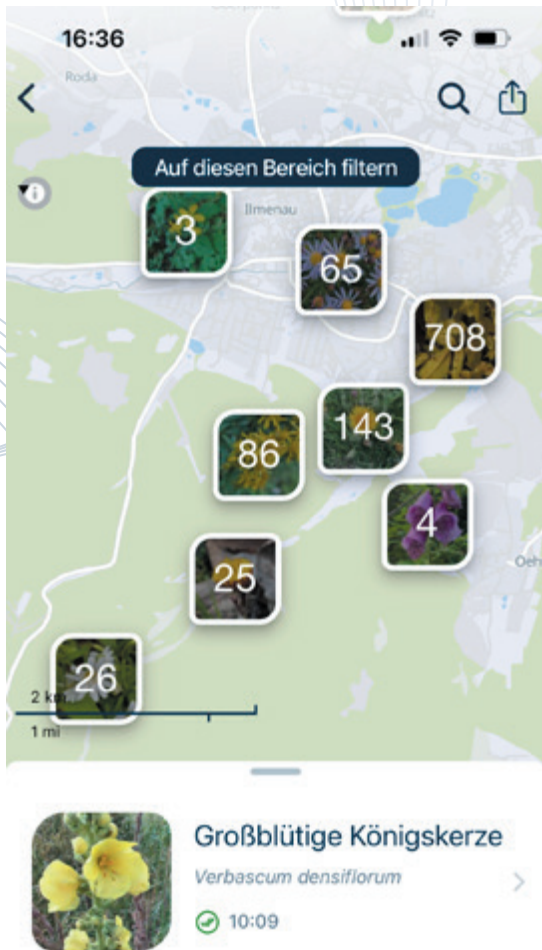 16:36
Roda
Auf diesen Bereich filtern
Ilmenau
3
65
708
143
86
4
25
Oeh
26
2 km
1 mi
Großblütige Königskerze
Verbascum densiflorum
10:09